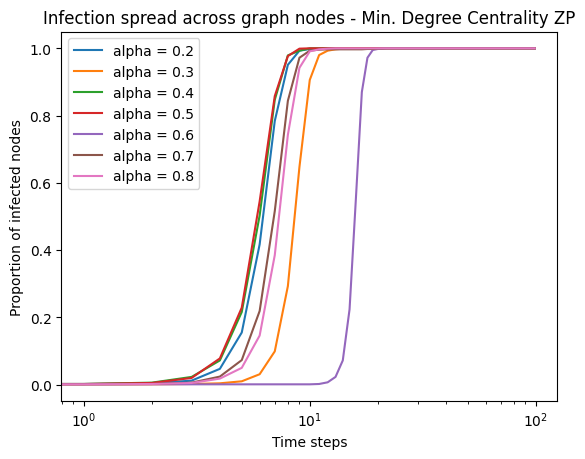 Infection spread across graph nodes - Min. Degree Centrality ZP
1.0
0.8
0.6
0.4
0.2
0.0
Proportion of infected nodes
alpha = 0.2
alpha = 0.3
alpha = 0.4
alpha = 0.5
alpha = 0.6
alpha = 0.7
alpha = 0.8
10⁰
10¹
10²
Time steps